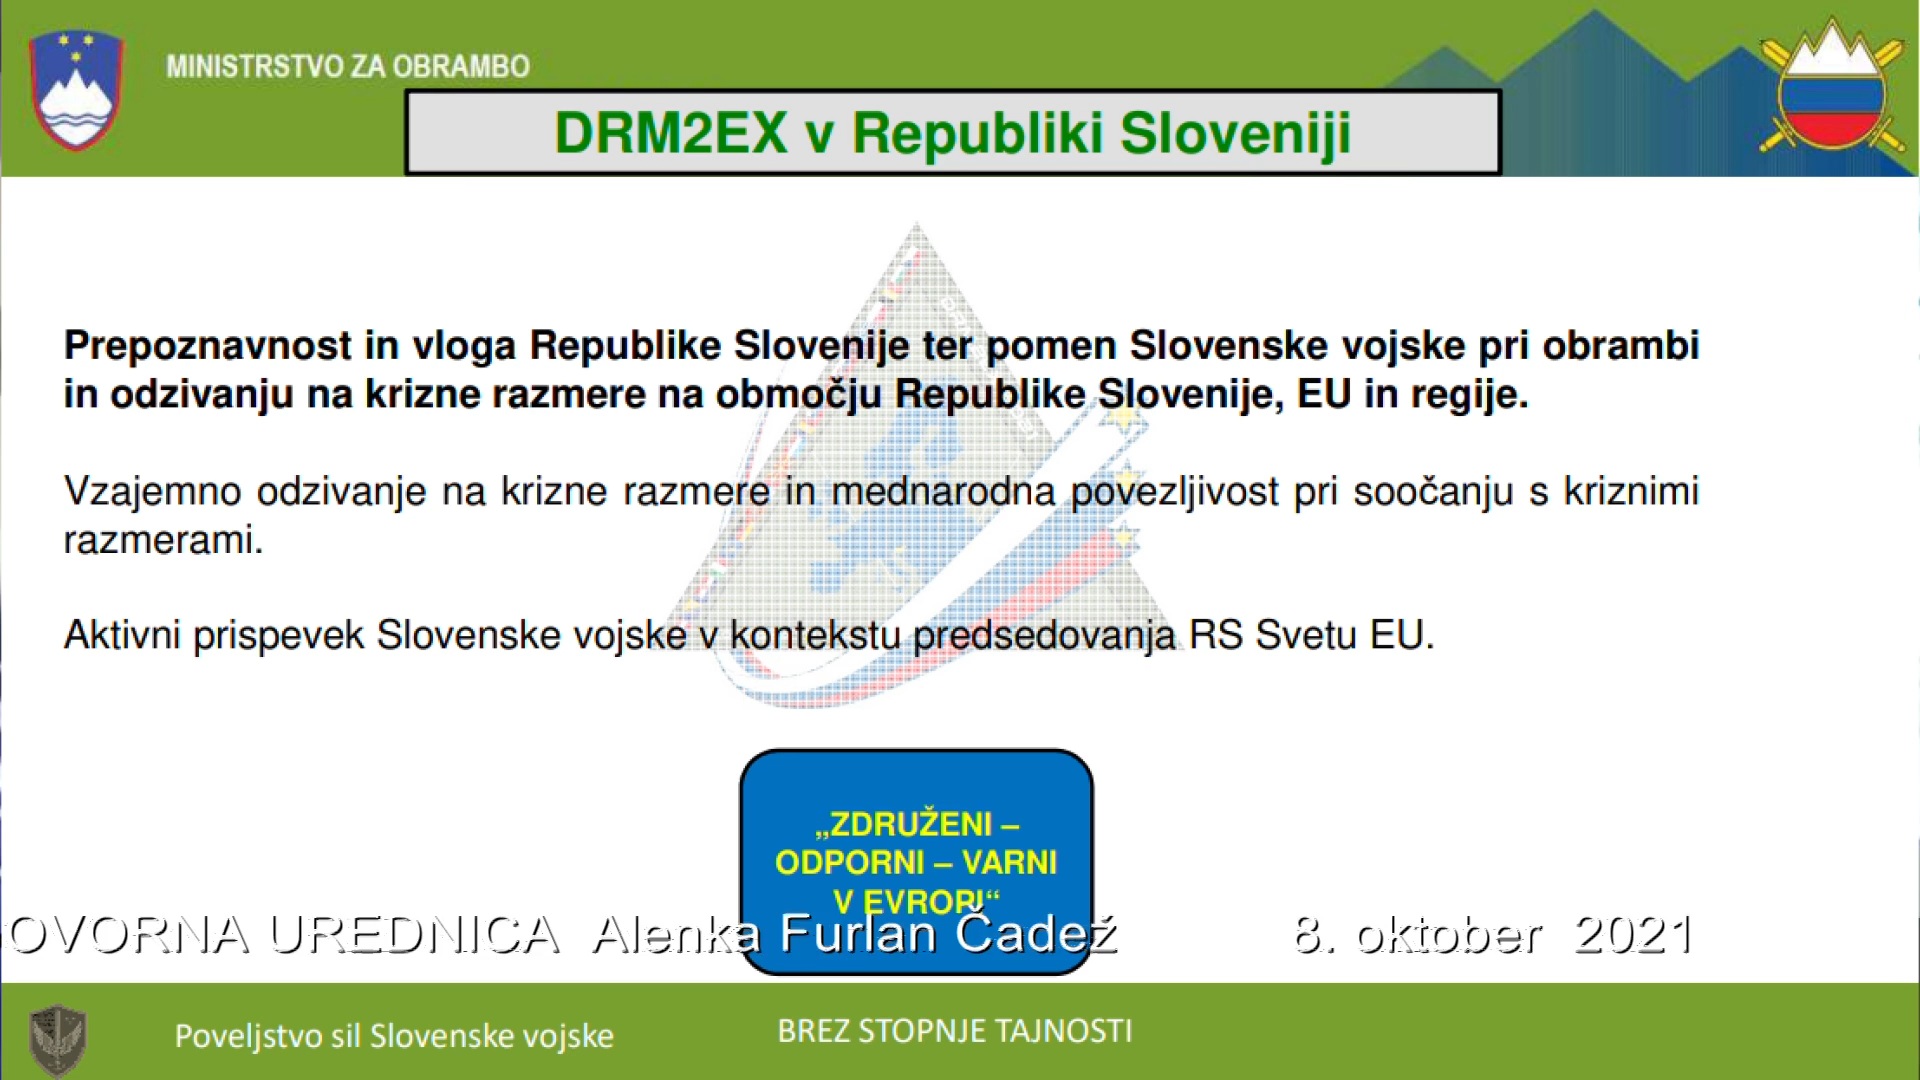 MINISTRSTVO ZA OBRAMBO
DRM2EX v Republiki Sloveniji
Prepoznavnost in vloga Republike Slovenije ter pomen Slovenske vojske pri obrambi
in odzivanju na krizne razmere na območju Republike Slovenije, EU in regije.
Vzajemno odzivanje na krizne razmere in mednarodna povezljivost pri soočanju s kriznimi
razmerami.
Aktivni prispevek Slovenske vojske v kontekstu predsedovanja RS Svetu EU.
„ZDRUŽENI –
ODPORNI – VARNI
V EVROPI“
OVORNA UREDNICA Alenka Furlan Čadež 8. oktober 2021
Poveljstvo sil Slovenske vojske
BREZ STOPNJE TAJNOSTI